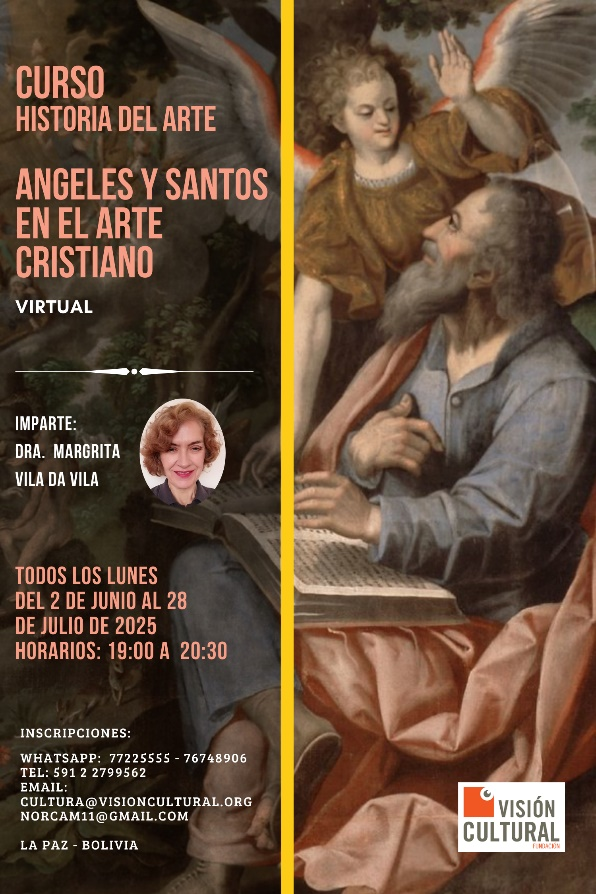 CURSO
HISTORIA DEL ARTE
ANGELES Y SANTOS
EN EL ARTE
CRISTIANO
VIRTUAL
IMPARTE:
DRA. MARGRITA
VILA DA VILA
TODOS LOS LUNES
DEL 2 DE JUNIO AL 28
DE JULIO DE 2025
HORARIOS: 19:00 A 20:30
INSCRIPCIONES:
WHATSAPP: 77225555 - 76748906
TEL: 591 2 2799562
EMAIL:
CULTURA@VISIONCULTURAL.ORG
NORCAM11@GMAIL.COM
LA PAZ - BOLIVIA
VISIÓN
CULTURAL
FUNDACIÓN